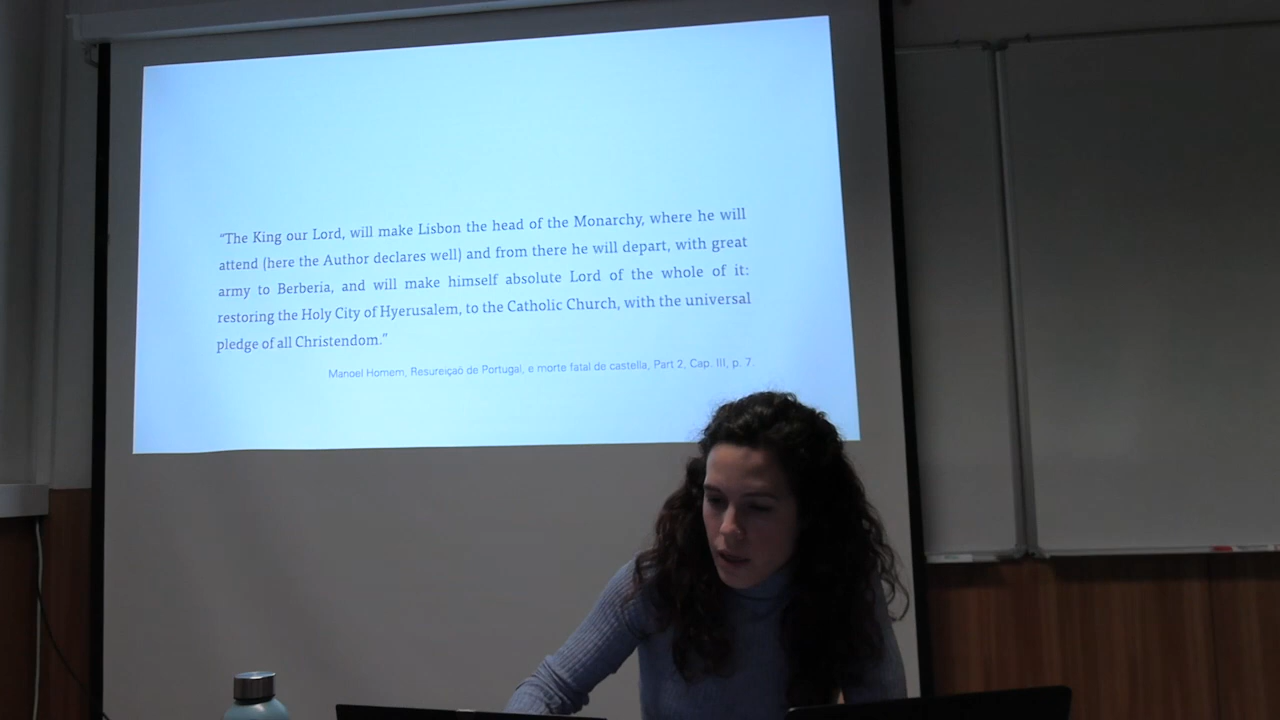 “The King our Lord, will make Lisbon the head of the Monarchy, where he will
attend (here the Author declares well) and from there he will depart, with great
army to Berberia, and will make himself absolute Lord of the whole of it:
restoring the Holy City of Hyerusalem, to the Catholic Church, with the universal
pledge of all Christendom.”
Manoel Homem, Resureiçaõ de Portugal, e morte fatal de castella, Part 2, Cap. III, p. 7.